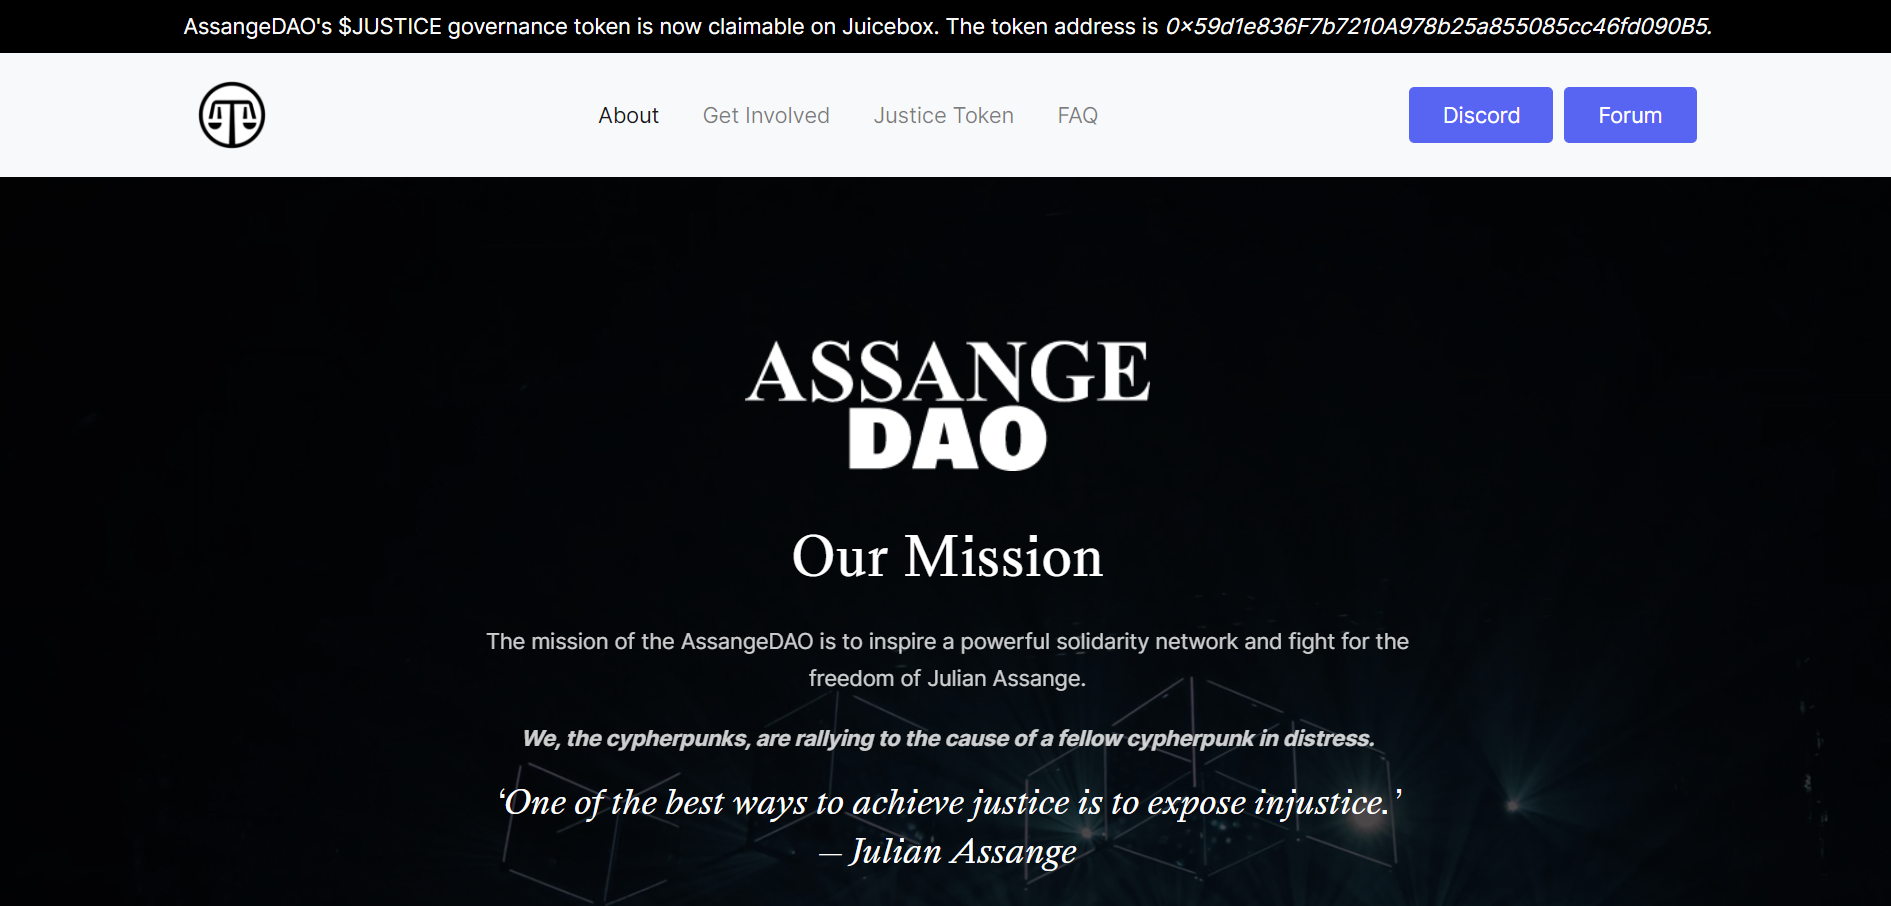 AssangeDAO's $JUSTICE governance token is now claimable on Juicebox. The token address is 0x59d1e836F7b7210A978b25a855085cc46fd090B5.
About Get Involved Justice Token FAQ Discord Forum
ASSANGE
DAO
Our Mission
The mission of the AssangeDAO is to inspire a powerful solidarity network and fight for the
freedom of Julian Assange.
We, the cypherpunks, are rallying to the cause of a fellow cypherpunk in distress.
‘One of the best ways to achieve justice is to expose injustice.’
– Julian Assange